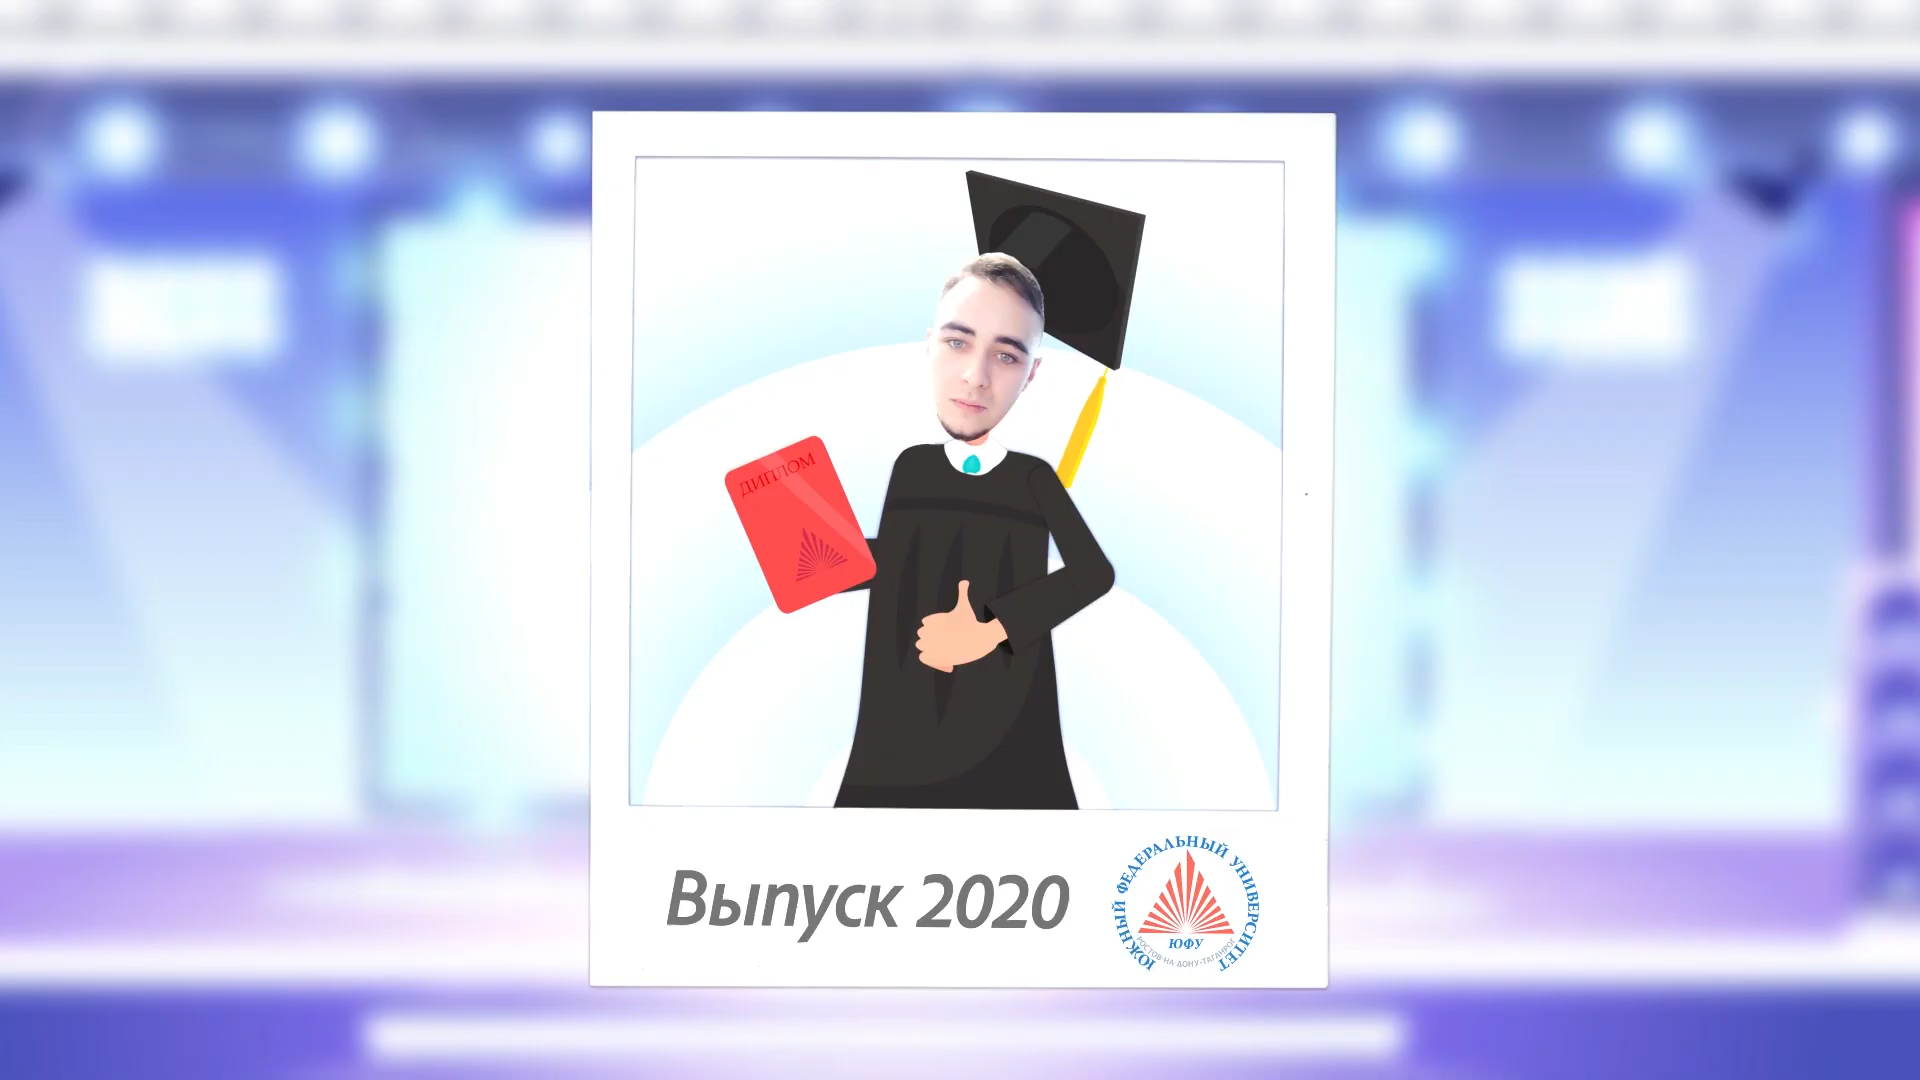 ДИПЛОМ
Выпуск 2020
ЮЖНЫЙ ФЕДЕРАЛЬНЫЙ УНИВЕРСИТЕТ
ЮФУ
РОСТОВ-НА-ДОНУ-ТАГАНРОГ